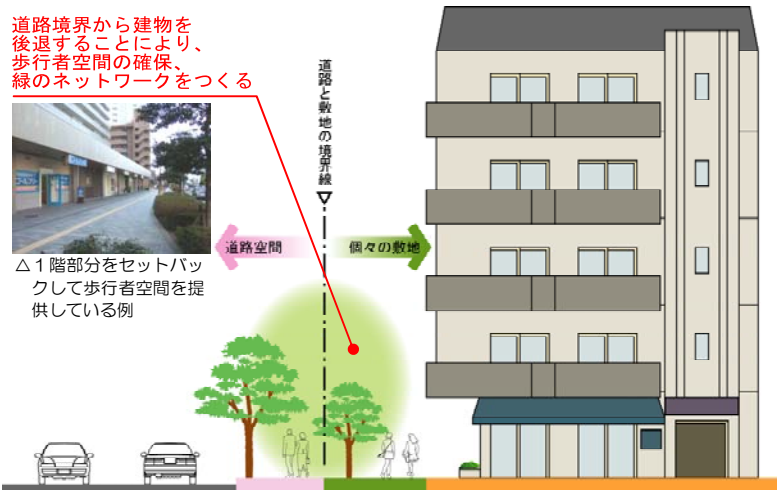 道路境界から建物を
後退することにより、
歩行者空間の確保、
緑のネットワークをつくる
道路と敷地の境界線
道路空間
個々の敷地
△1階部分をセットバッ
クして歩行者空間を提
供している例